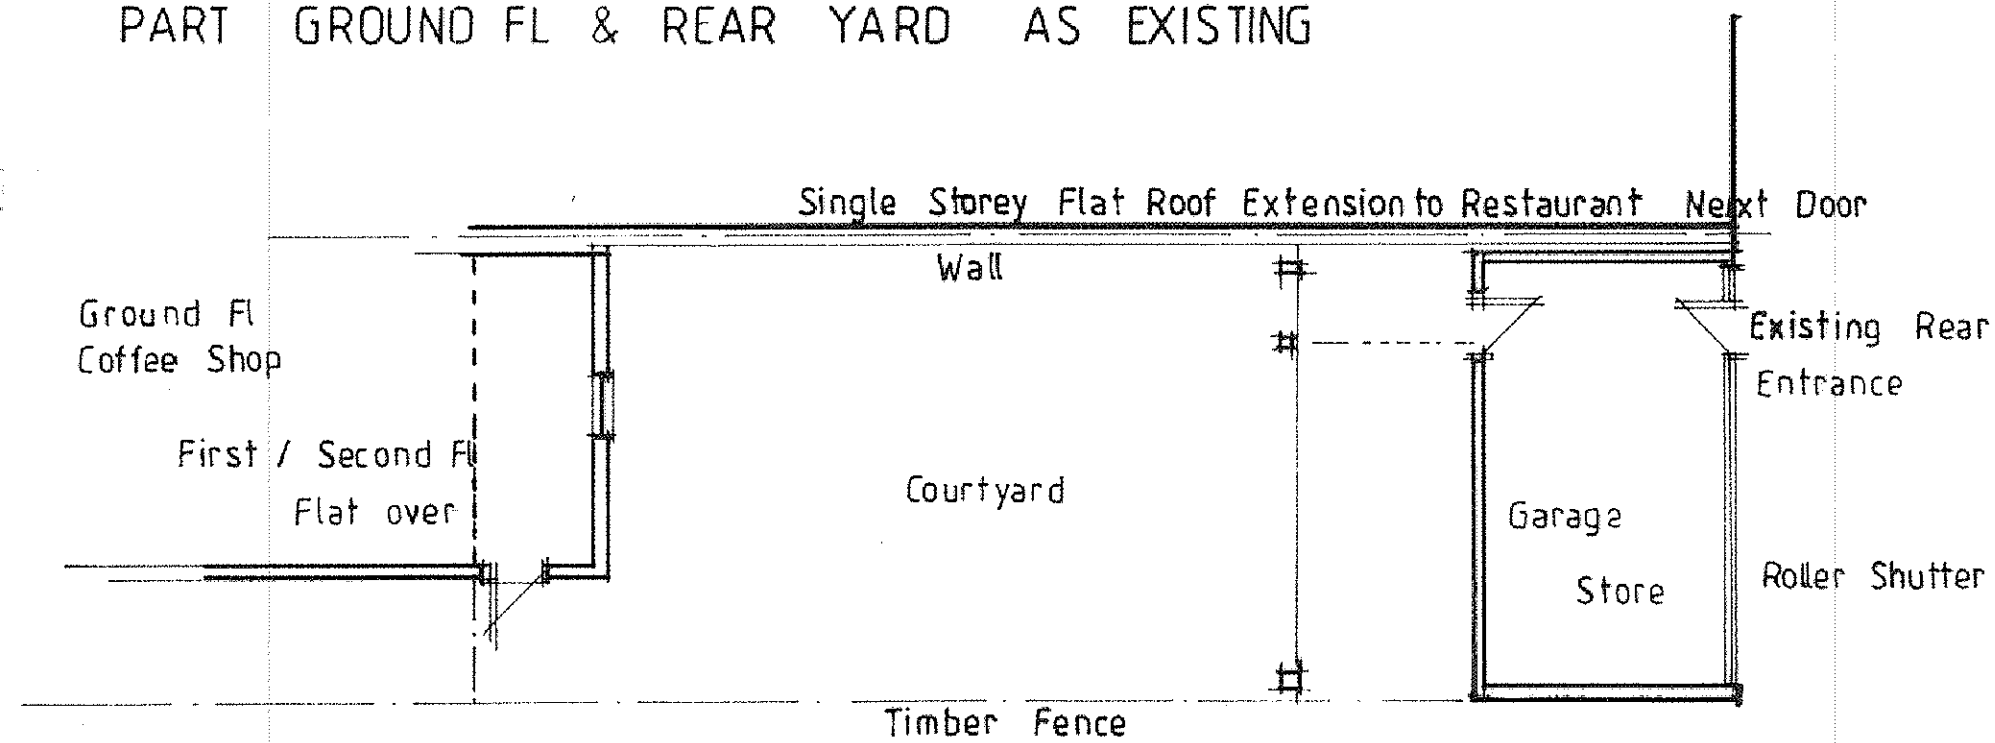 PART GROUND FL & REAR YARD AS EXISTING
Single Storey Flat Roof Extension to Restaurant Next Door
Wall
Ground Fl
Coffee Shop
Existing Rear
Entrance
First / Second Fl
Flat over
Courtyard
Garage
Store
Roller Shutter
Timber Fence